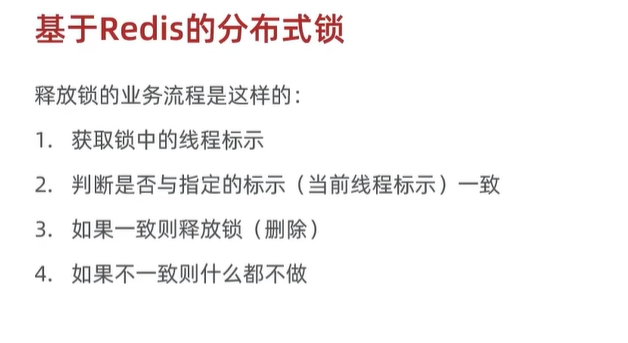 基于Redis的分布式锁
释放锁的业务流程是这样的：
1. 获取锁中的线程标示
2. 判断是否与指定的标示（当前线程标示）一致
3. 如果一致则释放锁（删除）
4. 如果不一致则什么都不做